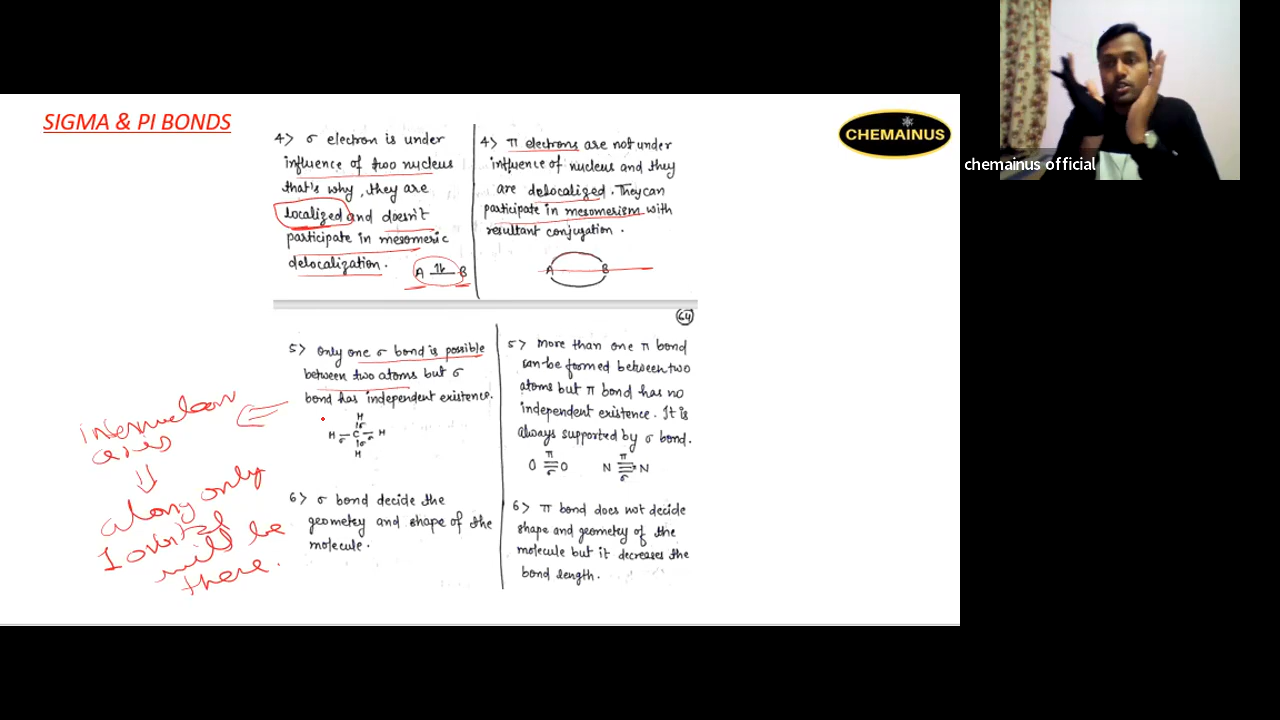 SIGMA & PI BONDS
CHEMAINUS
chemainus official
4> σ electron is under
influence of two nucleus
that's why, they are
localized and doesn't
participate in mesomeric
delocalization.
A 1L B
4> π electrons are not under
influence of nucleus and they
are delocalized. They can
participate in mesomerism with
resultant conjugation.
A B
64
5> Only one σ bond is possible
between two atoms but σ
bond has independent existence.
H
σ
H σ C σ H
σ
H
5> More than one π bond
can be formed between two
atoms but π bond has no
independent existence. It is
always supported by σ bond.
π π
O = O N ≡ N
σ σ
6> σ bond decide the
geometry and shape of the
molecule.
6> π bond does not decide
shape and geometry of the
molecule but it decreases the
bond length.
internuclear
axis
along only
1
will be
there.